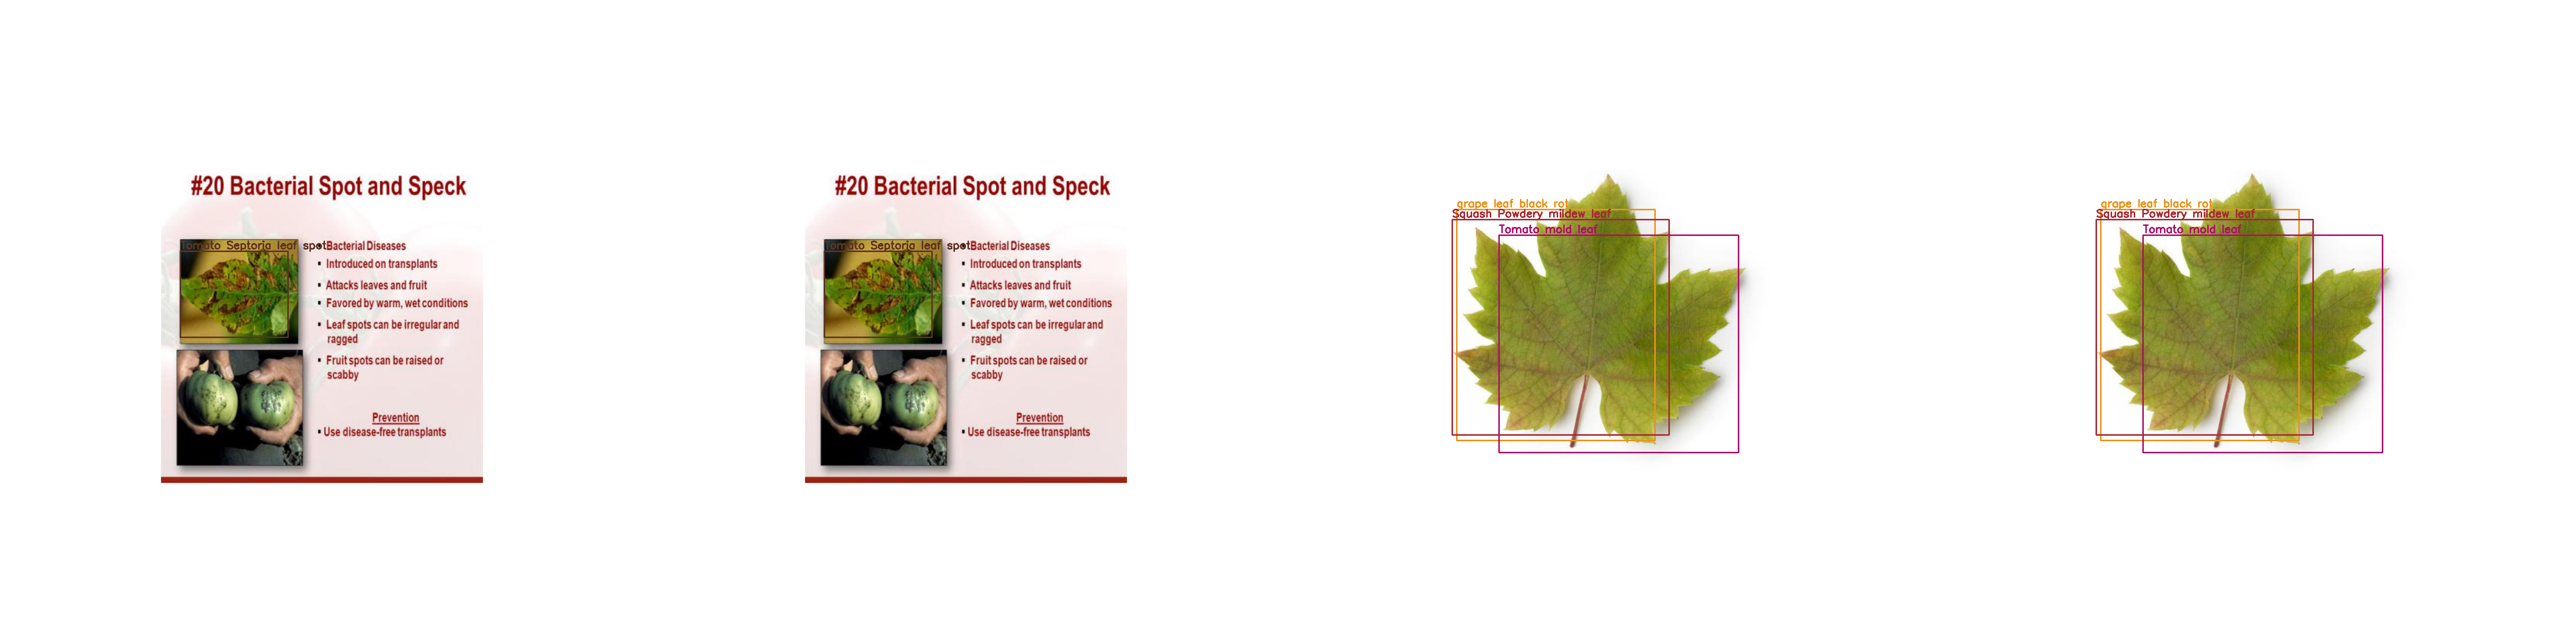 #20 Bacterial Spot and Speck
Tomato Septoria leaf spot
Bacterial Diseases
▪ Introduced on transplants
▪ Attacks leaves and fruit
▪ Favored by warm, wet conditions
▪ Leaf spots can be irregular and
ragged
▪ Fruit spots can be raised or
scabby
Prevention
▪ Use disease-free transplants
#20 Bacterial Spot and Speck
Tomato Septoria leaf spot
Bacterial Diseases
▪ Introduced on transplants
▪ Attacks leaves and fruit
▪ Favored by warm, wet conditions
▪ Leaf spots can be irregular and
ragged
▪ Fruit spots can be raised or
scabby
Prevention
▪ Use disease-free transplants
grape leaf black rot
Squash Powdery mildew leaf
Tomato mold leaf
grape leaf black rot
Squash Powdery mildew leaf
Tomato mold leaf